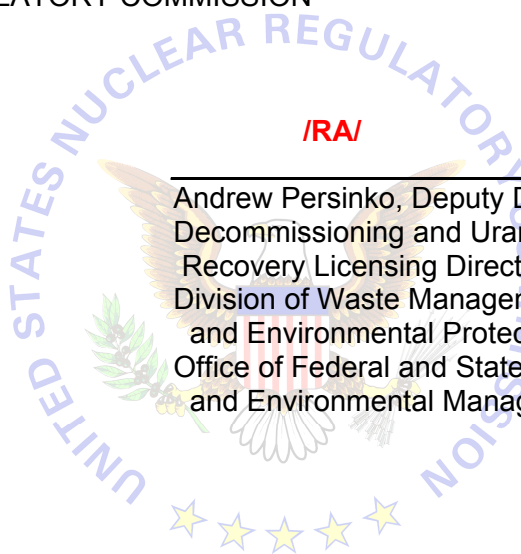 LATORY COMMISSION
UNITED STATES NUCLEAR REGULATORY
/RA/
Andrew Persinko, Deputy D
Decommissioning and Uran
Recovery Licensing Direct
Division of Waste Manager
and Environmental Protec
Office of Federal and State
and Environmental Manag